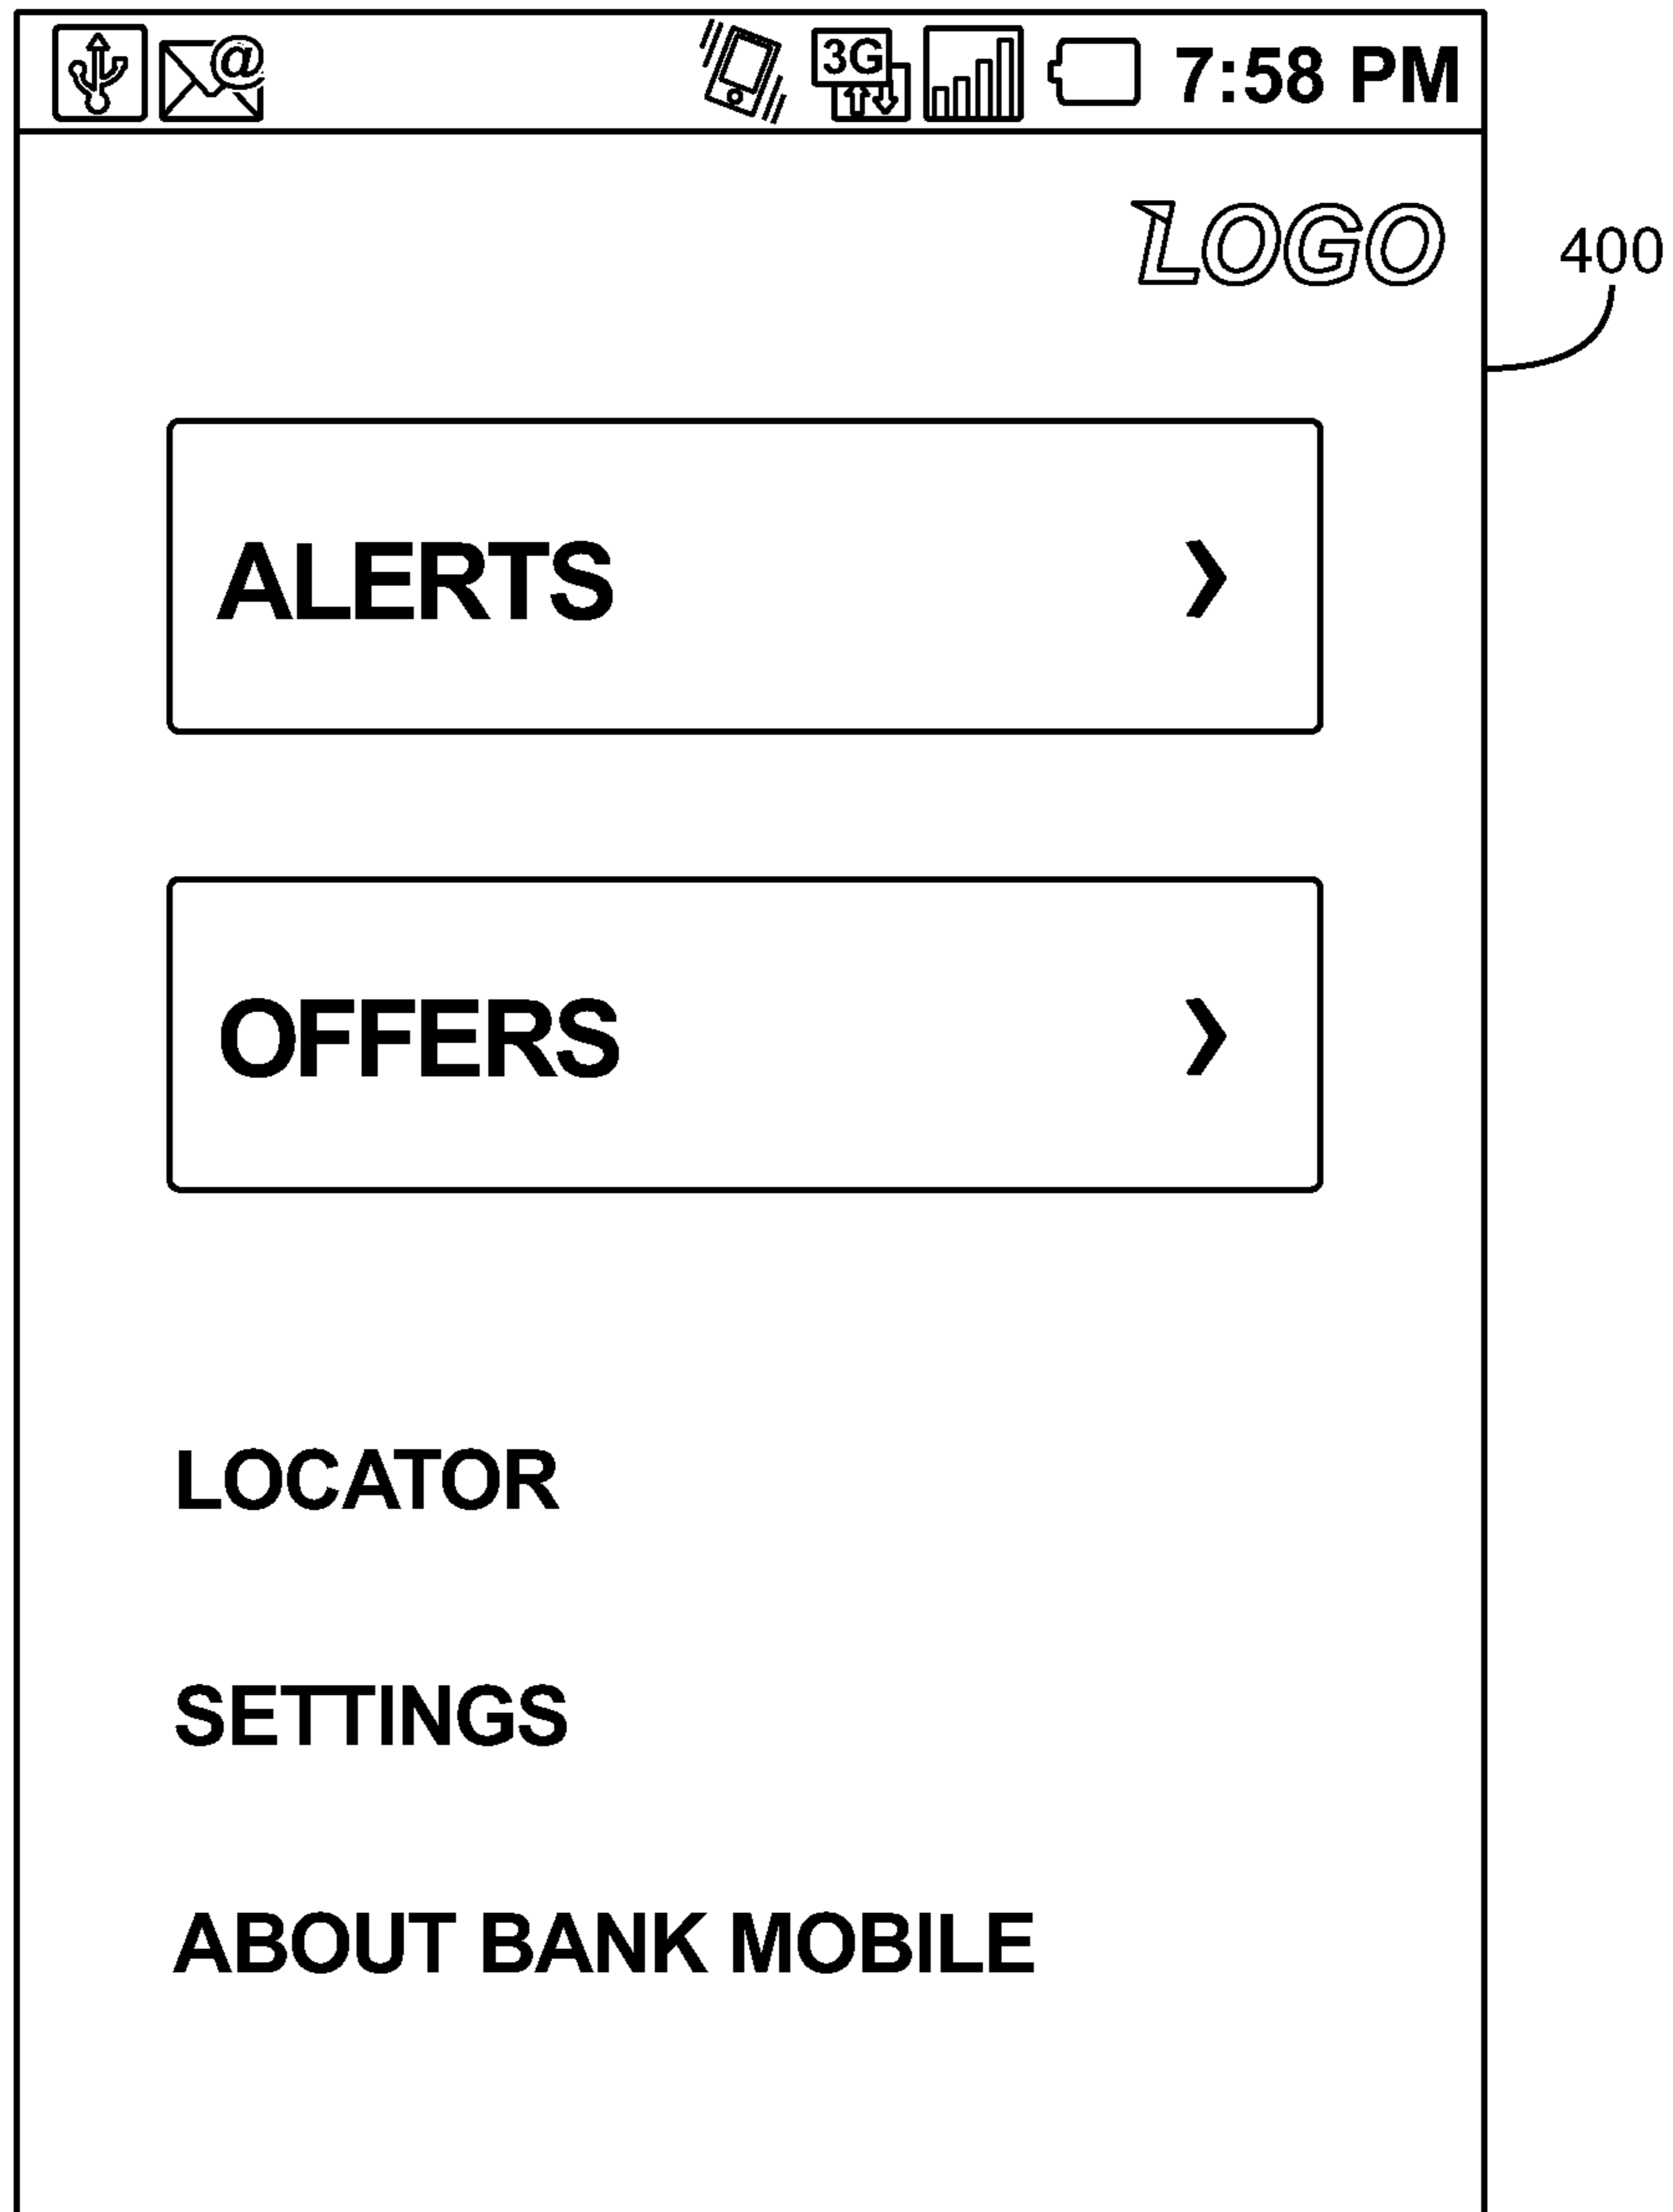 @ 3G 7:58 PM
LOGO
400
ALERTS ❯
OFFERS ❯
LOCATOR
SETTINGS
ABOUT BANK MOBILE